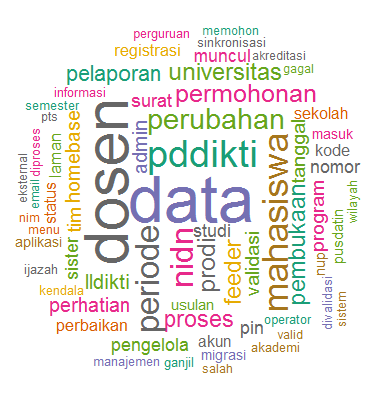 perguruan memohon
registrasi sinkronisasi
muncul akreditasi
pelaporan universitas gagal
informasi surat permohonan
semester perubahan sekolah
pts admin masuk
dosen pddikti tanggal kode
eksternal email diproses laman
status tim homebase nomor
data mahasiswa
nim menu aplikasi sister
periode nidn prodi studi
feeder validasi pembukaan program
nup pusdatin wilayah
ijazah lldikti
kendala perhatian usulan
perbaikan proses pin operator
divalidasi sistem
pengelola akun valid
manajemen ganjil migrasi akademi
salah